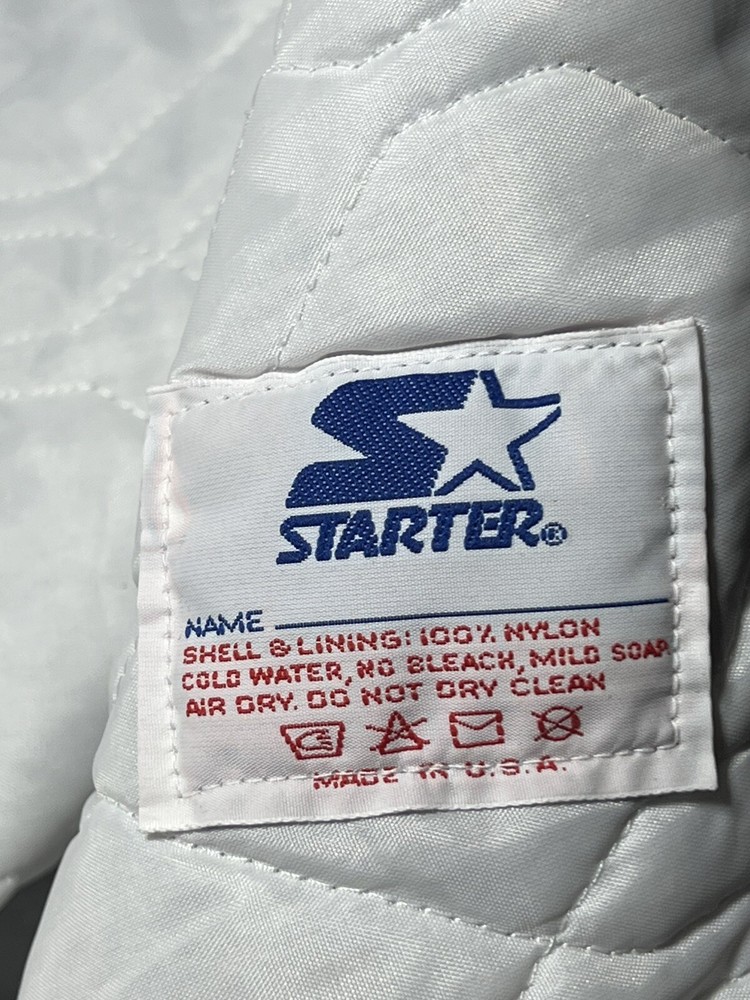 STARTER®
NAME
SHELL & LINING: 100% NYLON
COLD WATER, NO BLEACH, MILD SOAP
AIR DRY. DO NOT DRY CLEAN
MADE IN U.S.A.